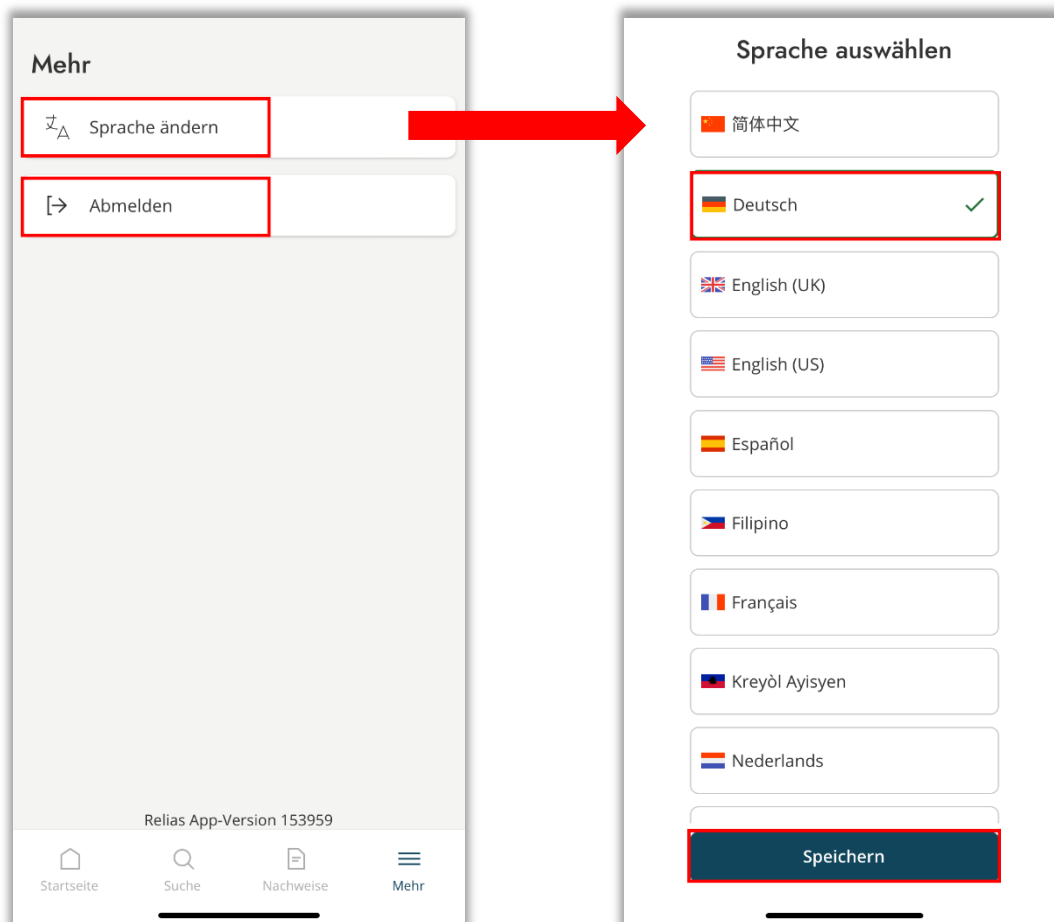 Mehr
Sprache ändern
Abmelden
Relias App-Version 153959
Startseite
Suche
Nachweise
Mehr
Sprache auswählen
简体中文
Deutsch
English (UK)
English (US)
Español
Filipino
Français
Kreyòl Ayisyen
Nederlands
Speichern